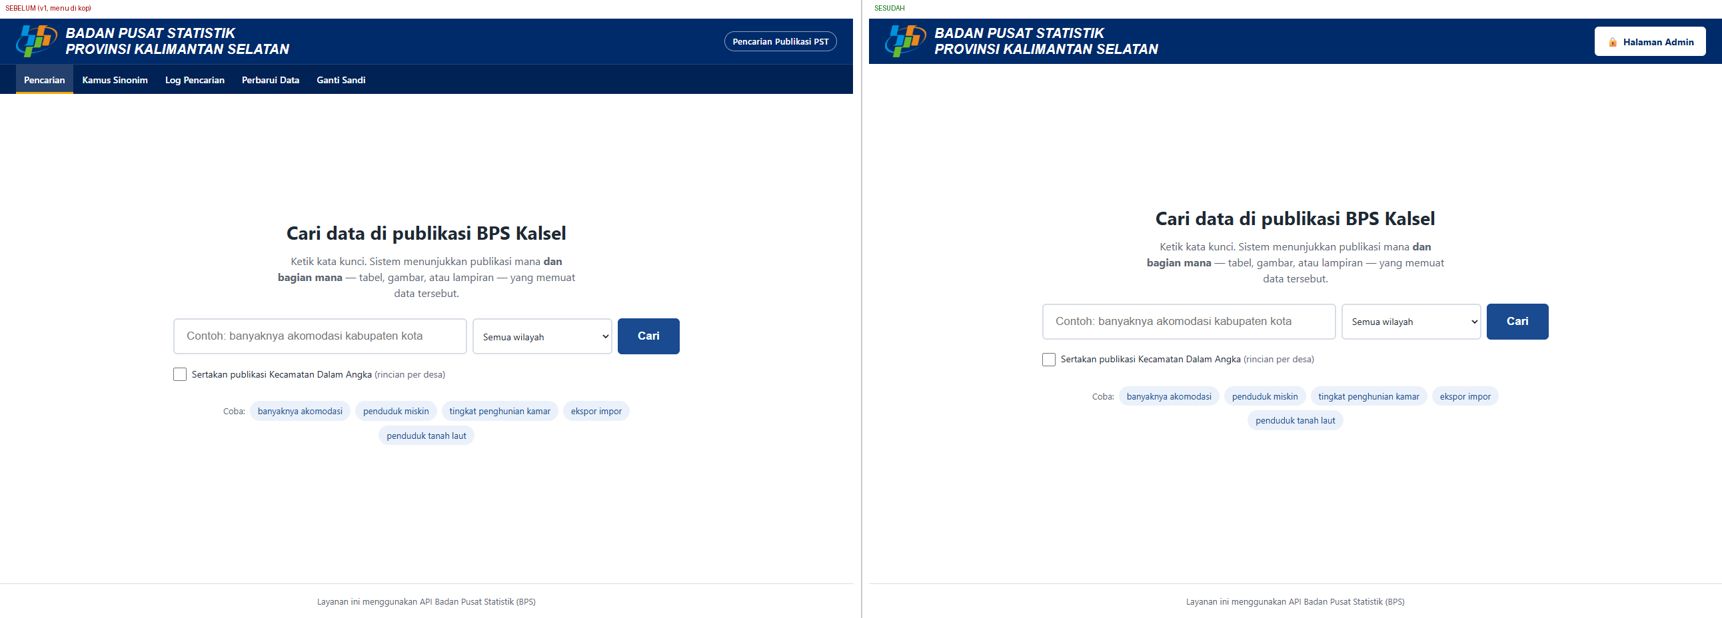 SEBELUM (v1, menu di kop)
BADAN PUSAT STATISTIK
PROVINSI KALIMANTAN SELATAN
Pencarian Publikasi PST
Pencarian Kamus Sinonim Log Pencarian Perbarui Data Ganti Sandi
Cari data di publikasi BPS Kalsel
Ketik kata kunci. Sistem menunjukkan publikasi mana dan
bagian mana — tabel, gambar, atau lampiran — yang memuat
data tersebut.
Contoh: banyaknya akomodasi kabupaten kota Semua wilayah Cari
Sertakan publikasi Kecamatan Dalam Angka (rincian per desa)
Coba: banyaknya akomodasi penduduk miskin tingkat penghunian kamar ekspor impor
penduduk tanah laut
Layanan ini menggunakan API Badan Pusat Statistik (BPS)
SESUDAH
BADAN PUSAT STATISTIK
PROVINSI KALIMANTAN SELATAN
Halaman Admin
Cari data di publikasi BPS Kalsel
Ketik kata kunci. Sistem menunjukkan publikasi mana dan
bagian mana — tabel, gambar, atau lampiran — yang memuat
data tersebut.
Contoh: banyaknya akomodasi kabupaten kota Semua wilayah Cari
Sertakan publikasi Kecamatan Dalam Angka (rincian per desa)
Coba: banyaknya akomodasi penduduk miskin tingkat penghunian kamar ekspor impor
penduduk tanah laut
Layanan ini menggunakan API Badan Pusat Statistik (BPS)